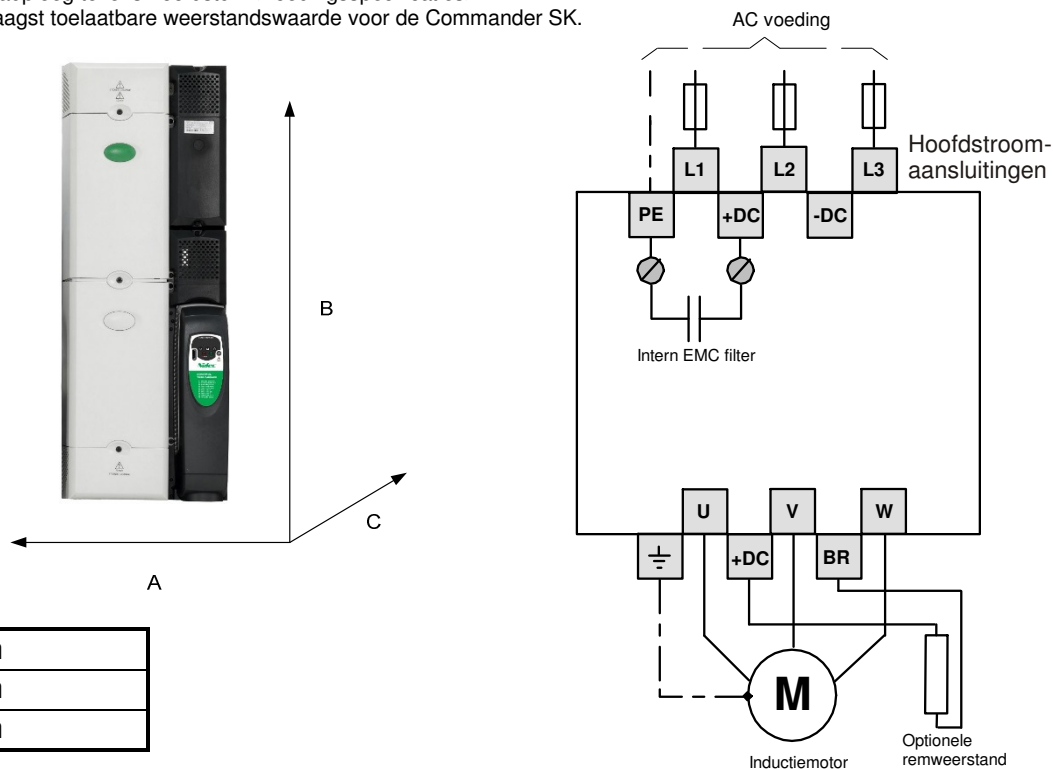 aagst toelaatbare weerstandswaarde voor de Commander SK.
AC voeding
L1
L2
L3
Hoofdstroom-
aansluitingen
PE
+DC
-DC
Intern EMC filter
B
C
A
U
V
W
+DC
BR
M
Inductiemotor
Optionele
remweerstand